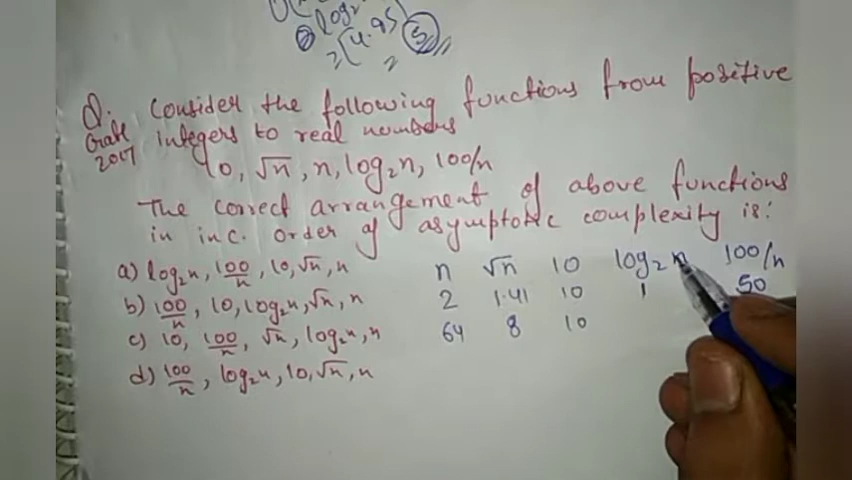 log2
4.95 5
Q. Consider the following functions from positive
Gate 2017 integers to real numbers
10, √n, n, log₂n, 100/n
The correct arrangement of above functions
in inc. order of asymptotic complexity is:
a) log₂n, 100/n, 10, √n, n
b) 100/n, 10, log₂n, √n, n
c) 10, 100/n, √n, log₂n, n
d) 100/n, log₂n, 10, √n, n
n √n 10 log₂n 100/n
2 1.41 10 1 50
64 8 10